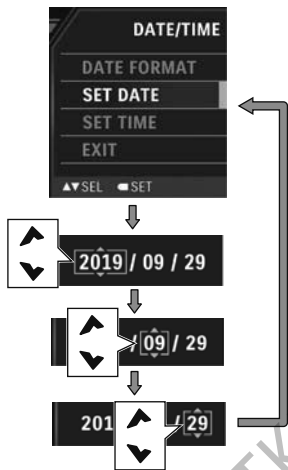 DATE/TIME
DATE FORMAT
SET DATE
SET TIME
EXIT
▲▼SEL SET
2019 / 09 / 29
/ 09 / 29
201 / 29